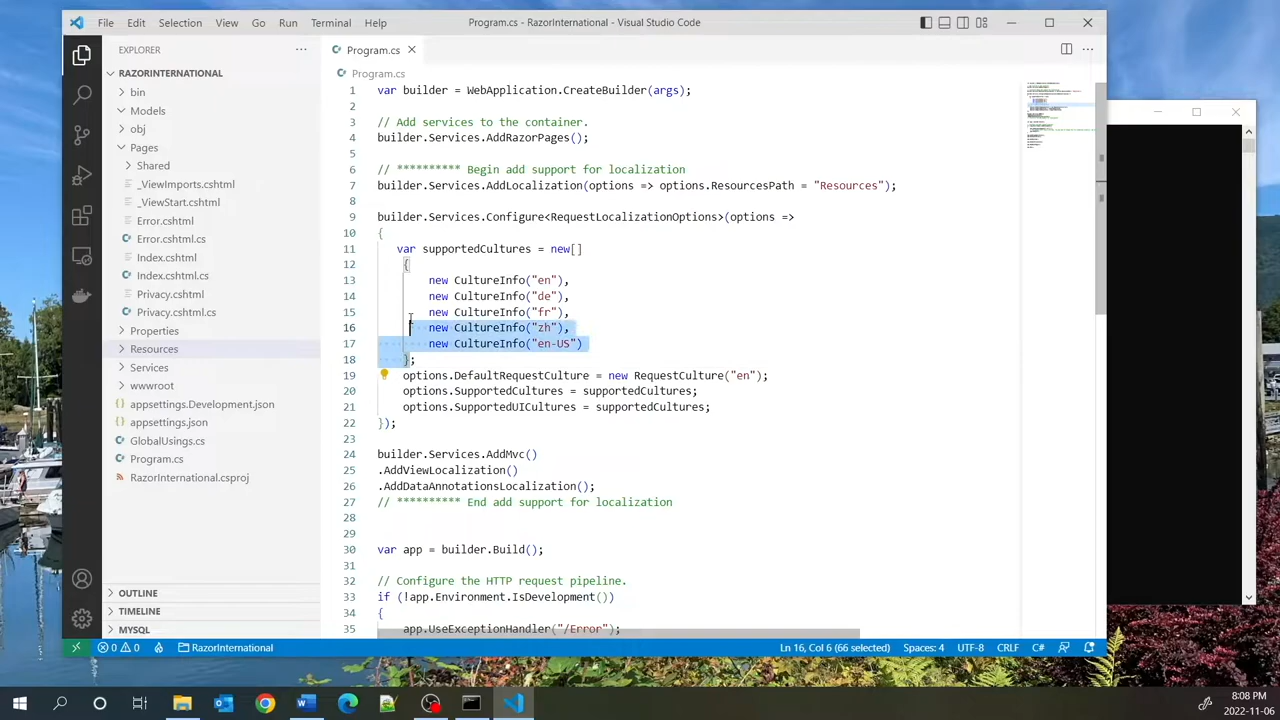 File Edit Selection View Go Run Terminal Help
Program.cs - RazorInternational - Visual Studio Code
EXPLORER
RAZORINTERNATIONAL
bin
obj
Pages
_ViewImports.cshtml
_ViewStart.cshtml
Error.cshtml
Error.cshtml.cs
Index.cshtml
Index.cshtml.cs
Privacy.cshtml
Privacy.cshtml.cs
Properties
Resources
Services
wwwroot
appsettings.Development.json
appsettings.json
GlobalUsings.cs
Program.cs
RazorInternational.csproj
OUTLINE
TIMELINE
MYSQL
Program.cs
Program.cs
var builder = WebApplication.CreateBuilder(args);
Add services to the container.
builder.Services.AddRazorPages();
6 // ********** Begin add support for localization
7 builder.Services.AddLocalization(options => options.ResourcesPath = "Resources");
8
9 builder.Services.Configure<RequestLocalizationOptions>(options =>
10 {
11 var supportedCultures = new[]
12 {
13 new CultureInfo("en"),
14 new CultureInfo("de"),
15 new CultureInfo("fr"),
16 new CultureInfo("zh"),
17 new CultureInfo("en-US")
18 };
19 options.DefaultRequestCulture = new RequestCulture("en");
20 options.SupportedCultures = supportedCultures;
21 options.SupportedUICultures = supportedCultures;
22 });
23
24 builder.Services.AddMvc()
25 .AddViewLocalization()
26 .AddDataAnnotationsLocalization();
27 // ********** End add support for localization
28
29
30 var app = builder.Build();
31
32 // Configure the HTTP request pipeline.
33 if (!app.Environment.IsDevelopment())
34 {
35 app.UseExceptionHandler("/Error");
0 0 RazorInternational
Ln 16, Col 6 (66 selected) Spaces: 4 UTF-8 CRLF C#
8:08 PM
2022-11-06